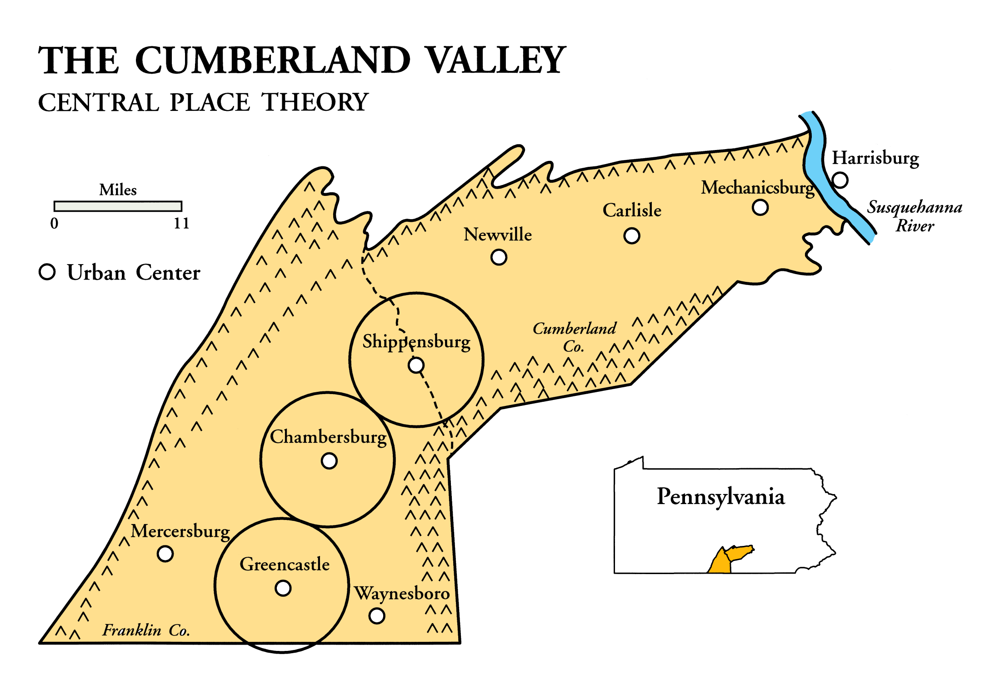 THE CUMBERLAND VALLEY
CENTRAL PLACE THEORY
Harrisburg
Miles
0 11
Mechanicsburg
Carlisle
Susquehanna
River
Newville
Urban Center
Cumberland
Co.
Shippensburg
Chambersburg
Pennsylvania
Mercersburg
Greencastle
Waynesboro
Franklin Co.